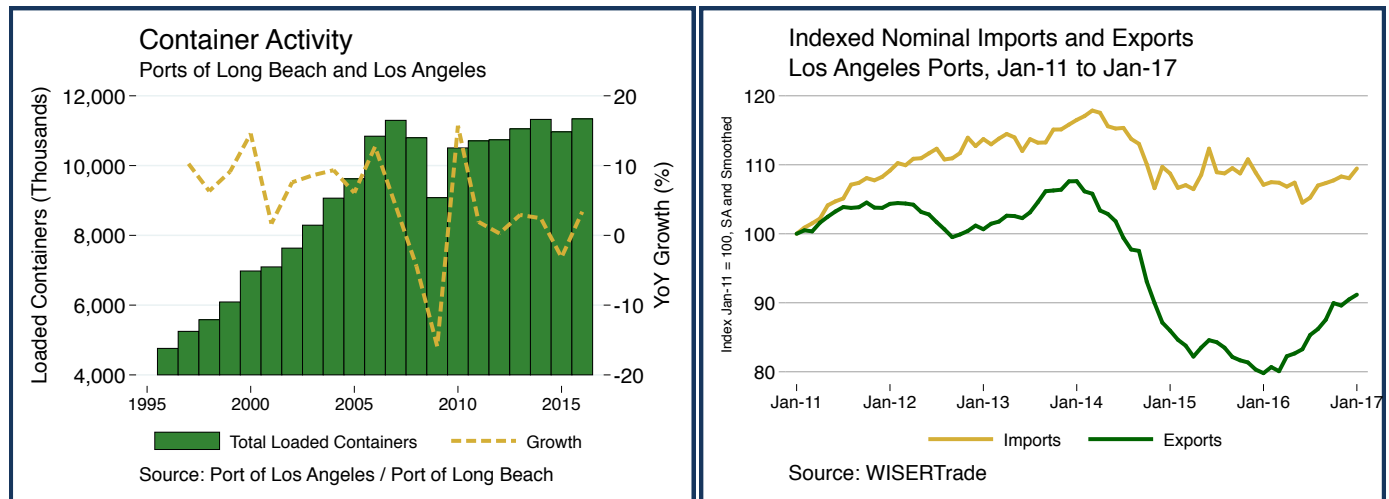 Container Activity
Ports of Long Beach and Los Angeles
Loaded Containers (Thousands)
12,000
10,000
8,000
6,000
4,000
20
10
0
-10
-20
YoY Growth (%)
1995
2000
2005
2010
2015
Total Loaded Containers
Growth
Source: Port of Los Angeles / Port of Long Beach
Indexed Nominal Imports and Exports
Los Angeles Ports, Jan-11 to Jan-17
Index Jan-11 = 100, SA and Smoothed
120
110
100
90
80
Jan-11
Jan-12
Jan-13
Jan-14
Jan-15
Jan-16
Jan-17
Imports
Exports
Source: WISERTrade